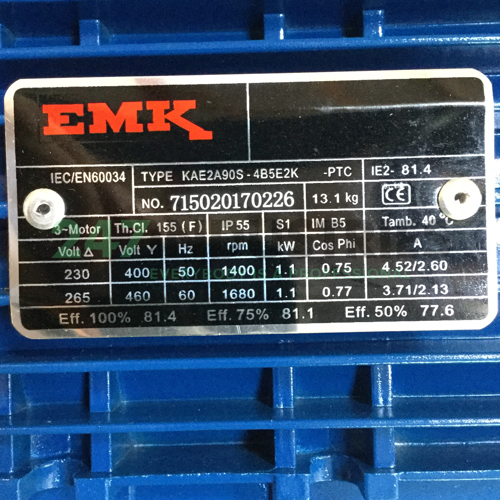 EMK
IEC/EN60034 TYPE KAE2A90S - 4B5E2K -PTC IE2- 81.4
NO. 715020170226 13.1 kg CE
3~Motor Th.Cl. 155 (F) IP 55 S1 IM B5 Tamb. 40°C
Volt Δ Volt Y Hz rpm kW Cos Phi A
230 400 50 1400 1.1 0.75 4.52/2.60
265 460 60 1680 1.1 0.77 3.71/2.13
Eff. 100% 81.4 Eff. 75% 81.1 Eff. 50% 77.6